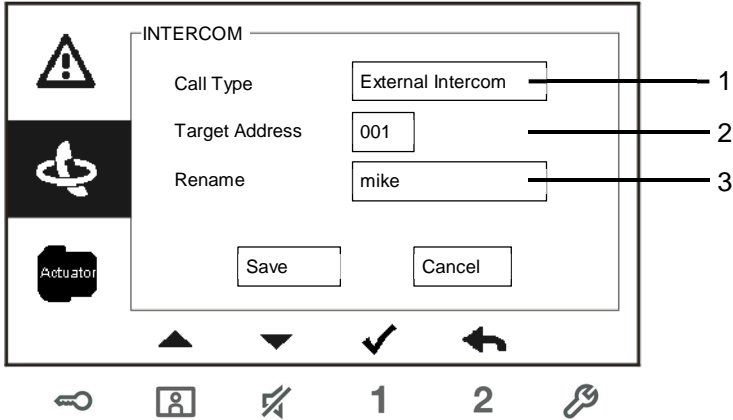 INTERCOM
Call Type External Intercom 1
Target Address 001 2
Rename mike 3
Actuator
Save Cancel
1 2